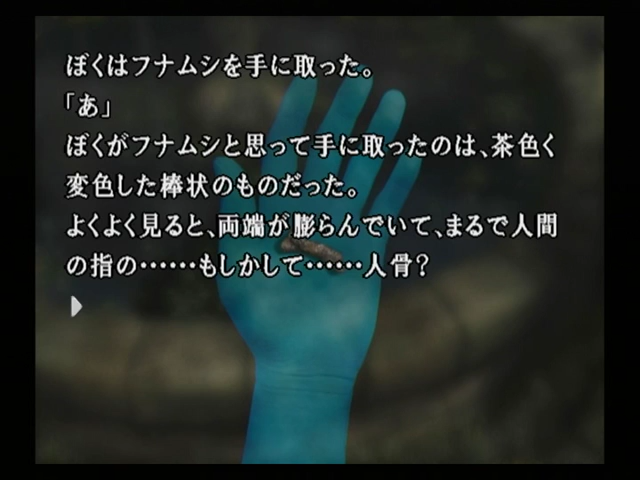 ぼくはフナムシを手に取った。
「あ」
ぼくがフナムシと思って手に取ったのは、茶色く
変色した棒状のものだった。
よくよく見ると、両端が膨らんでいて、まるで人間
の指の……もしかして……人骨？